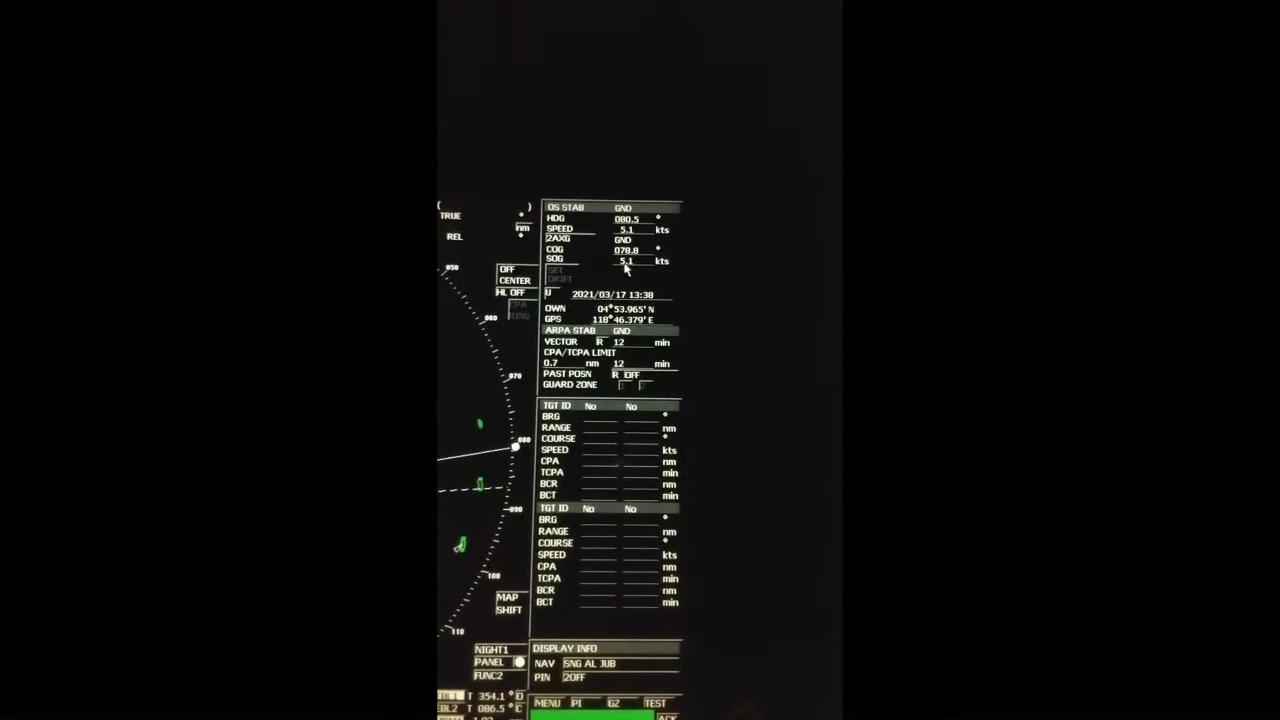 TRUE
nm
REL
OFF
CENTER
HL OFF
CPA
RING
050
060
070
080
090
100
110
MAP
SHIFT
NIGHT1
PANEL
FUNC2
T 354.1 ° D
EBL2 T 086.5 ° C
OS STAB GND
HDG 080.5 °
SPEED 5.1 kts
2AXG GND
COG 078.8 °
SOG 5.1 kts
SET
DRIFT
U 2021/03/17 13:38
OWN 04°53.965' N
GPS 118°46.379' E
ARPA STAB GND
VECTOR R 12 min
CPA/TCPA LIMIT
0.7 nm 12 min
PAST POSN R OFF
GUARD ZONE
TGT ID No No
BRG °
RANGE nm
COURSE °
SPEED kts
CPA nm
TCPA min
BCR nm
BCT min
TGT ID No No
BRG °
RANGE nm
COURSE °
SPEED kts
CPA nm
TCPA min
BCR nm
BCT min
DISPLAY INFO
NAV SNG AL JUB
PIN 2OFF
MENU PI G2 TEST
ACK